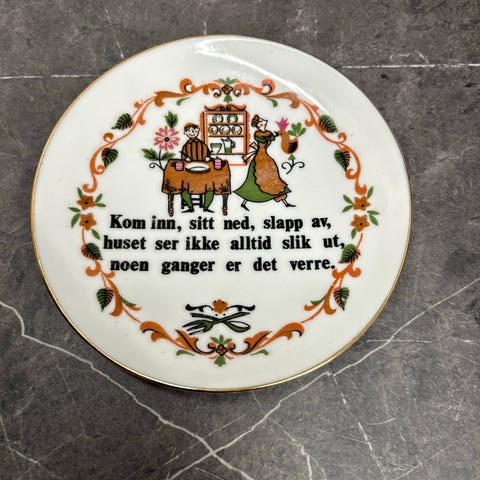 Kom inn, sitt ned, slapp av,
huset ser ikke alltid slik ut,
noen ganger er det verre.